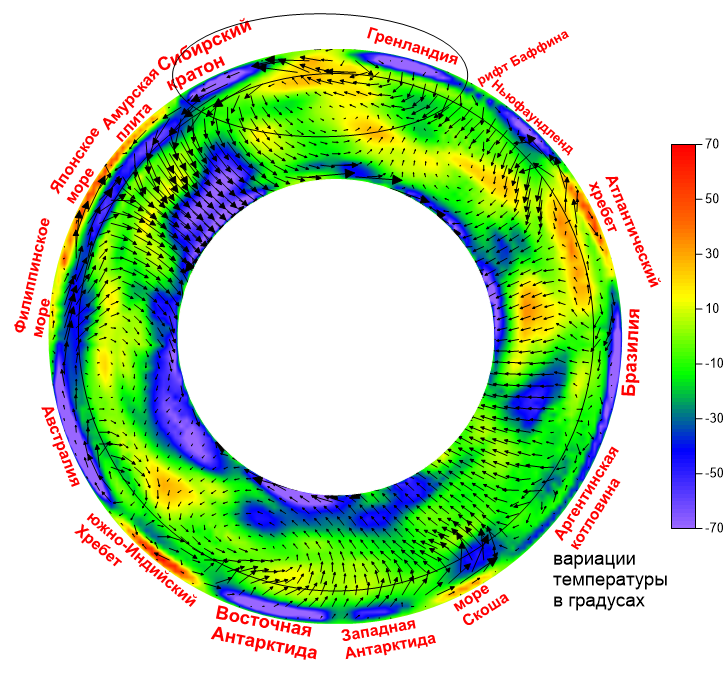 Сибирский
кратон
Гренландия
рифт Баффина
Ньюфаундленд
Амурская
плита
Японское
море
Атлантический
хребет
Филиппинское
море
Бразилия
Австралия
Аргентинская
котловина
южно-Индийский
Хребет
Восточная
Антарктида
Западная
Антарктида
море
Скоша
вариации
температуры
в градусах
70
50
30
10
-10
-30
-50
-70